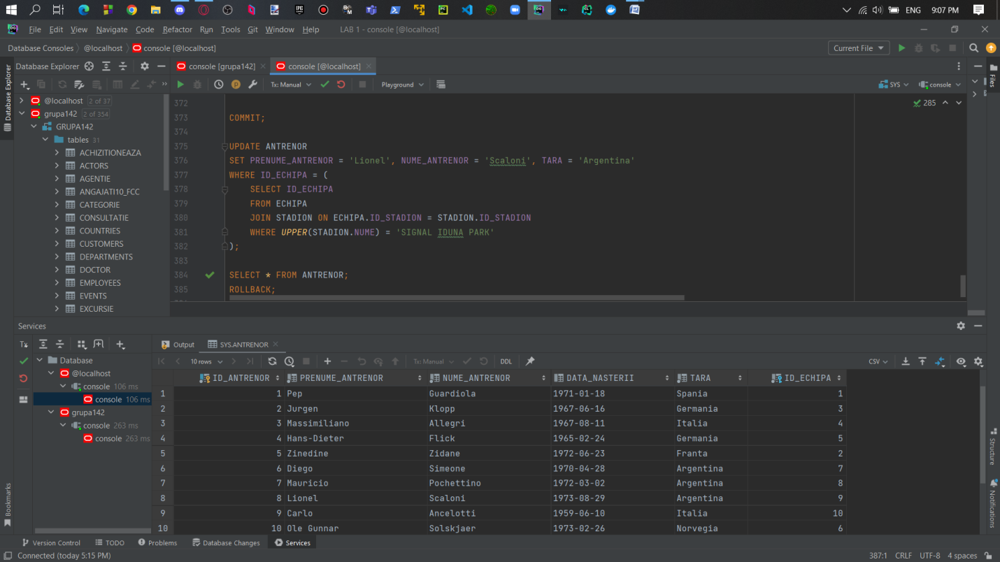 ENG 9:07 PM
File Edit View Navigate Code Refactor Run Tools Git Window Help LAB 1 - console [@localhost]
Database Consoles @localhost console [@localhost] Current File
Database Explorer console [grupa142] console [@localhost]
Tx: Manual Playground SYS console
Database Explorer
Files
@localhost 2 of 37
grupa142 2 of 354
GRUPA142
tables 31
ACHIZITIONEAZA
ACTORS
AGENTIE
ANGAJATI10_FCC
CATEGORIE
CONSULTATIE
COUNTRIES
CUSTOMERS
DEPARTMENTS
DOCTOR
EMPLOYEES
EVENTS
EXCURSIE
285
372
373 COMMIT;
374
375 UPDATE ANTRENOR
376 SET PRENUME_ANTRENOR = 'Lionel', NUME_ANTRENOR = 'Scaloni', TARA = 'Argentina'
377 WHERE ID_ECHIPA = (
378 SELECT ID_ECHIPA
379 FROM ECHIPA
380 JOIN STADION ON ECHIPA.ID_STADION = STADION.ID_STADION
381 WHERE UPPER(STADION.NUME) = 'SIGNAL IDUNA PARK'
382 );
383
384 SELECT * FROM ANTRENOR;
385 ROLLBACK;
Services
Tx Output SYS.ANTRENOR
Database
@localhost
console 106 ms
console 106 ms
grupa142
console 263 ms
console 263 ms
10 rows Tx: Manual DDL CSV
ID_ANTRENOR PRENUME_ANTRENOR NUME_ANTRENOR DATA_NASTERII TARA ID_ECHIPA
1 1 Pep Guardiola 1971-01-18 Spania 1
2 2 Jurgen Klopp 1967-06-16 Germania 3
3 3 Massimiliano Allegri 1967-08-11 Italia 4
4 4 Hans-Dieter Flick 1965-02-24 Germania 5
5 5 Zinedine Zidane 1972-06-23 Franta 2
6 6 Diego Simeone 1970-04-28 Argentina 7
7 7 Mauricio Pochettino 1972-03-02 Argentina 8
8 8 Lionel Scaloni 1973-08-29 Argentina 9
9 9 Carlo Ancelotti 1959-06-10 Italia 10
10 10 Ole Gunnar Solskjaer 1973-02-26 Norvegia 6
Bookmarks
Structure
Notifications
Version Control TODO Problems Database Changes Services
Connected (today 5:15 PM) 387:1 CRLF UTF-8 4 spaces